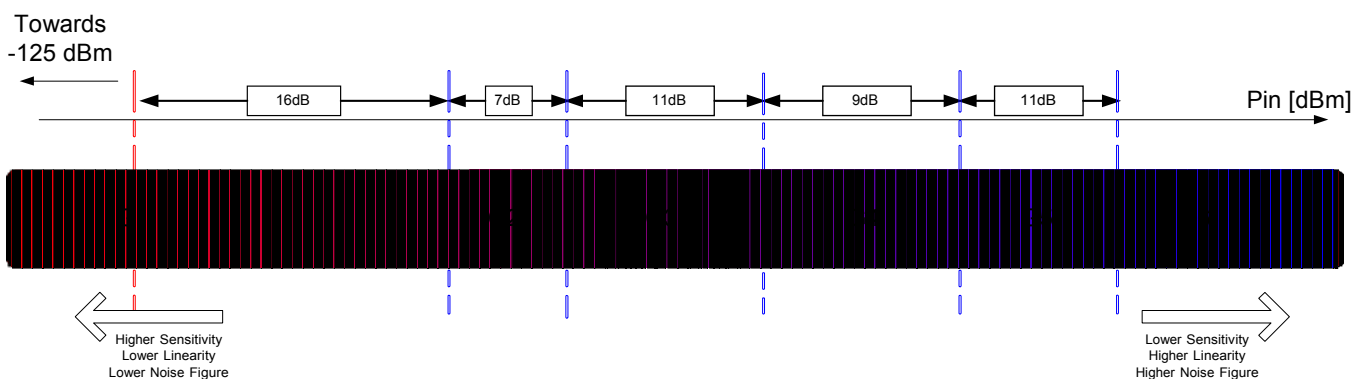 Towards
-125 dBm
16dB
7dB
11dB
9dB
11dB
Pin [dBm]
Higher Sensitivity
Lower Linearity
Lower Noise Figure
Lower Sensitivity
Higher Linearity
Higher Noise Figure